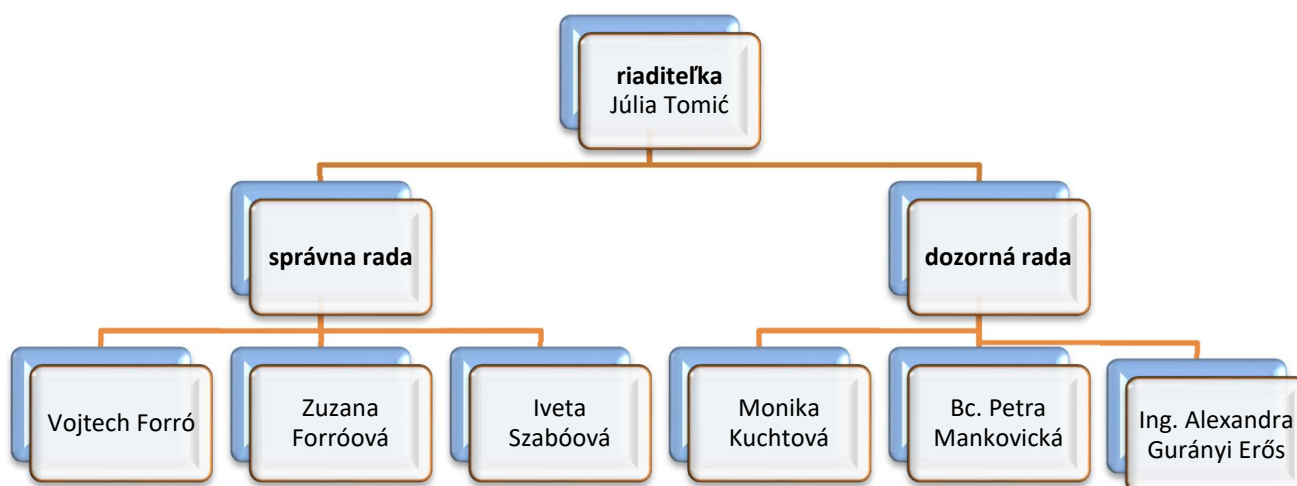 riaditeľka
Júlia Tomić
správna rada
dozorná rada
Vojtech Forró
Zuzana
Forróová
Iveta
Szabóová
Monika
Kuchtová
Bc. Petra
Mankovická
Ing. Alexandra
Gurányi Erős